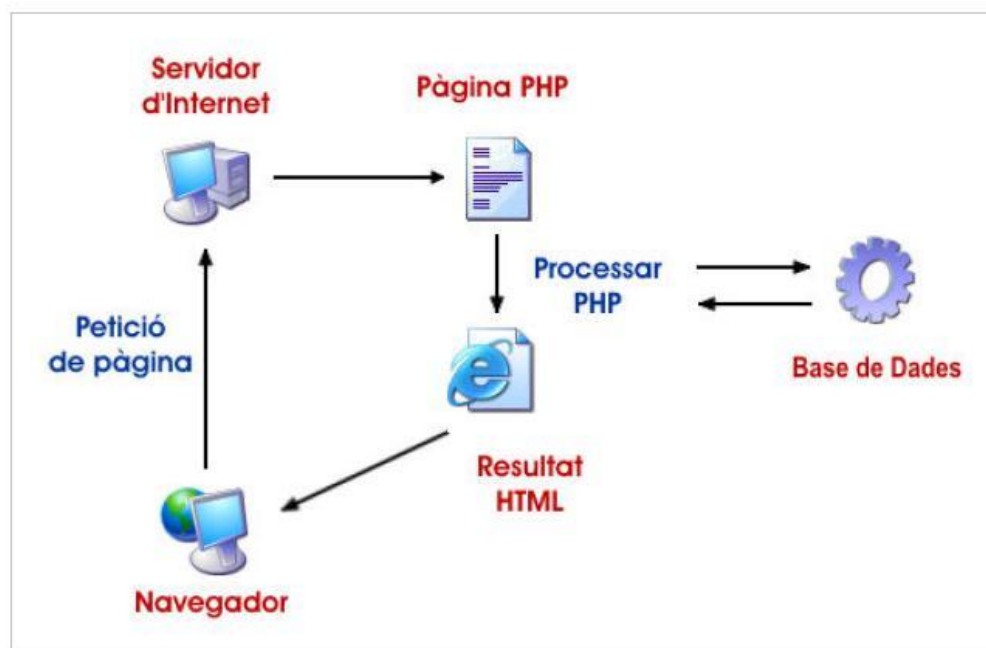 Servidor
d'Internet
Pàgina PHP
Processar
PHP
Petició
de pàgina
Base de Dades
Resultat
HTML
Navegador